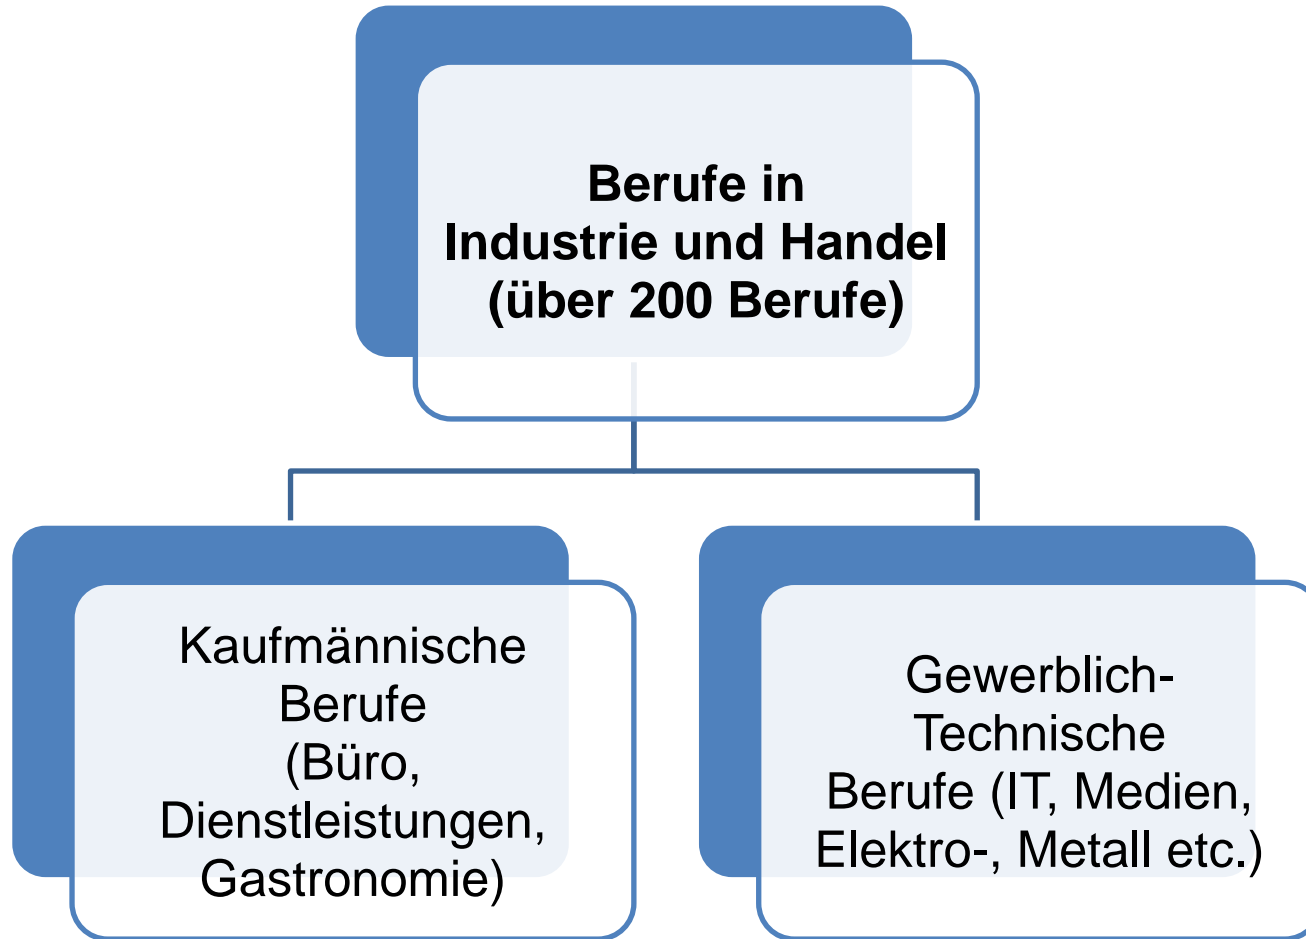 Berufe in
Industrie und Handel
(über 200 Berufe)
Kaufmännische
Berufe
(Büro,
Dienstleistungen,
Gastronomie)
Gewerblich-
Technische
Berufe (IT, Medien,
Elektro-, Metall etc.)